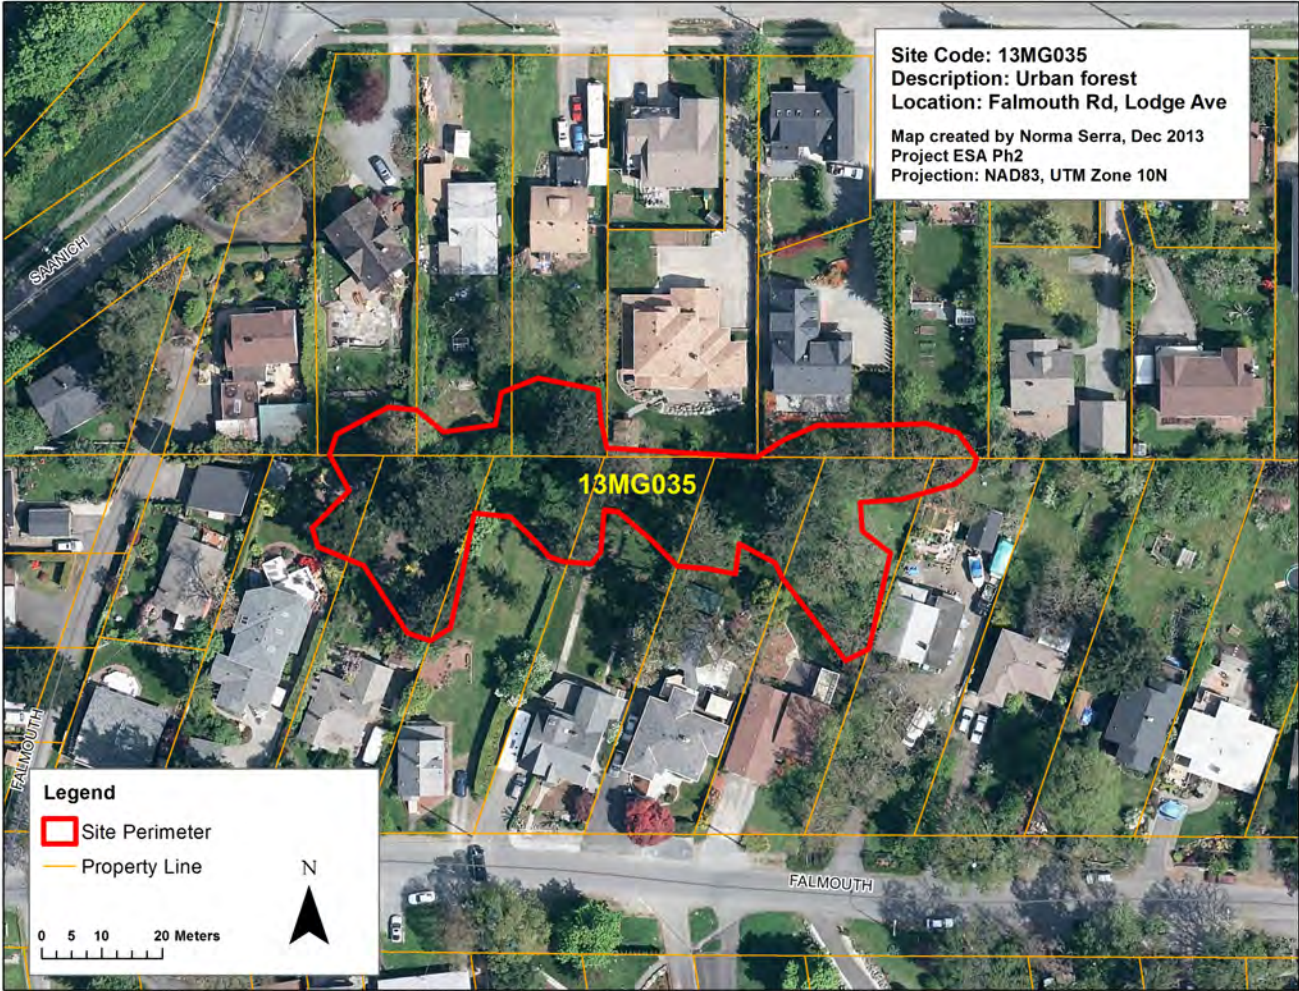 Site Code: 13MG035
Description: Urban forest
Location: Falmouth Rd, Lodge Ave
Map created by Norma Serra, Dec 2013
Project ESA Ph2
Projection: NAD83, UTM Zone 10N
SAANICH
13MG035
FALMOUTH
FALMOUTH
Legend
Site Perimeter
Property Line
N
0 5 10 20 Meters